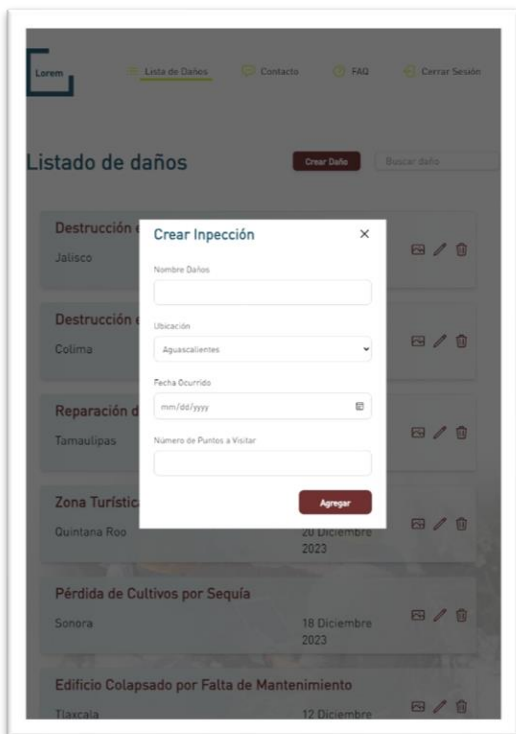 Lorem
Lista de Daños
Contacto
FAQ
Cerrar Sesión
Listado de daños
Crear Daño
Buscar daño
Destrucción e
Jalisco
Crear Inpección
Nombre Daños
Destrucción e
Colima
Ubicación
Aguascalientes
Fecha Ocurrido
mm/dd/yyyy
Reparación d
Tamaulipas
Número de Puntos a Visitar
Agregar
Zona Turístic
Quintana Roo
20 Diciembre
2023
Pérdida de Cultivos por Sequía
Sonora
18 Diciembre
2023
Edificio Colapsado por Falta de Mantenimiento
Tlaxcala
12 Diciembre